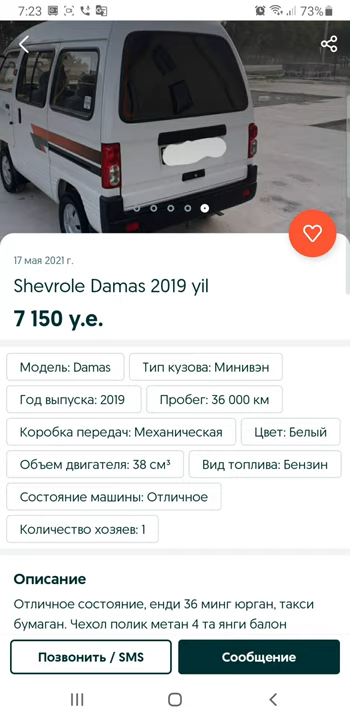 7:23
73%
17 мая 2021 г.
Shevrole Damas 2019 yil
7 150 у.е.
Модель: Damas
Тип кузова: Минивэн
Год выпуска: 2019
Пробег: 36 000 км
Коробка передач: Механическая
Цвет: Белый
Объем двигателя: 38 см³
Вид топлива: Бензин
Состояние машины: Отличное
Количество хозяев: 1
Описание
Отличное состояние, енди 36 минг юрган, такси
бумаган. Чехол полик метан 4 та янги балон
Позвонить / SMS
Сообщение